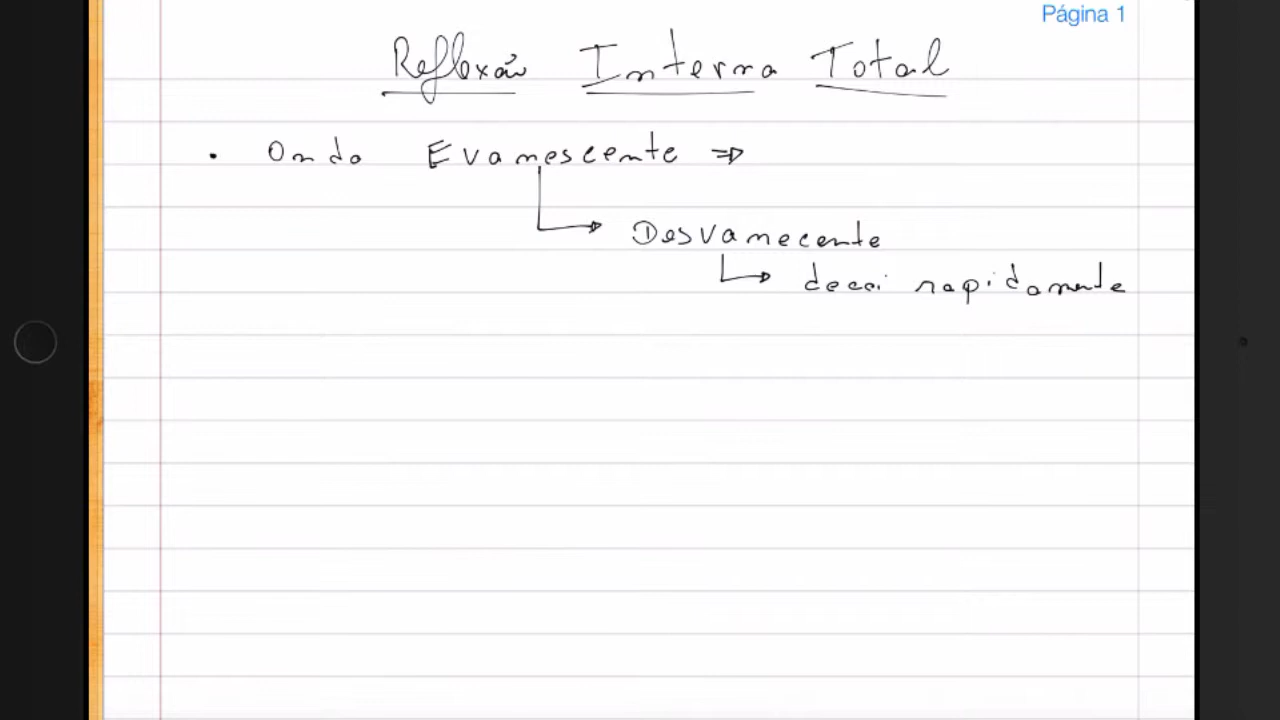 Página 1
Reflexão Interna Total
• Onda Evanescente ⇒
Desvanecente
decai rapidamente